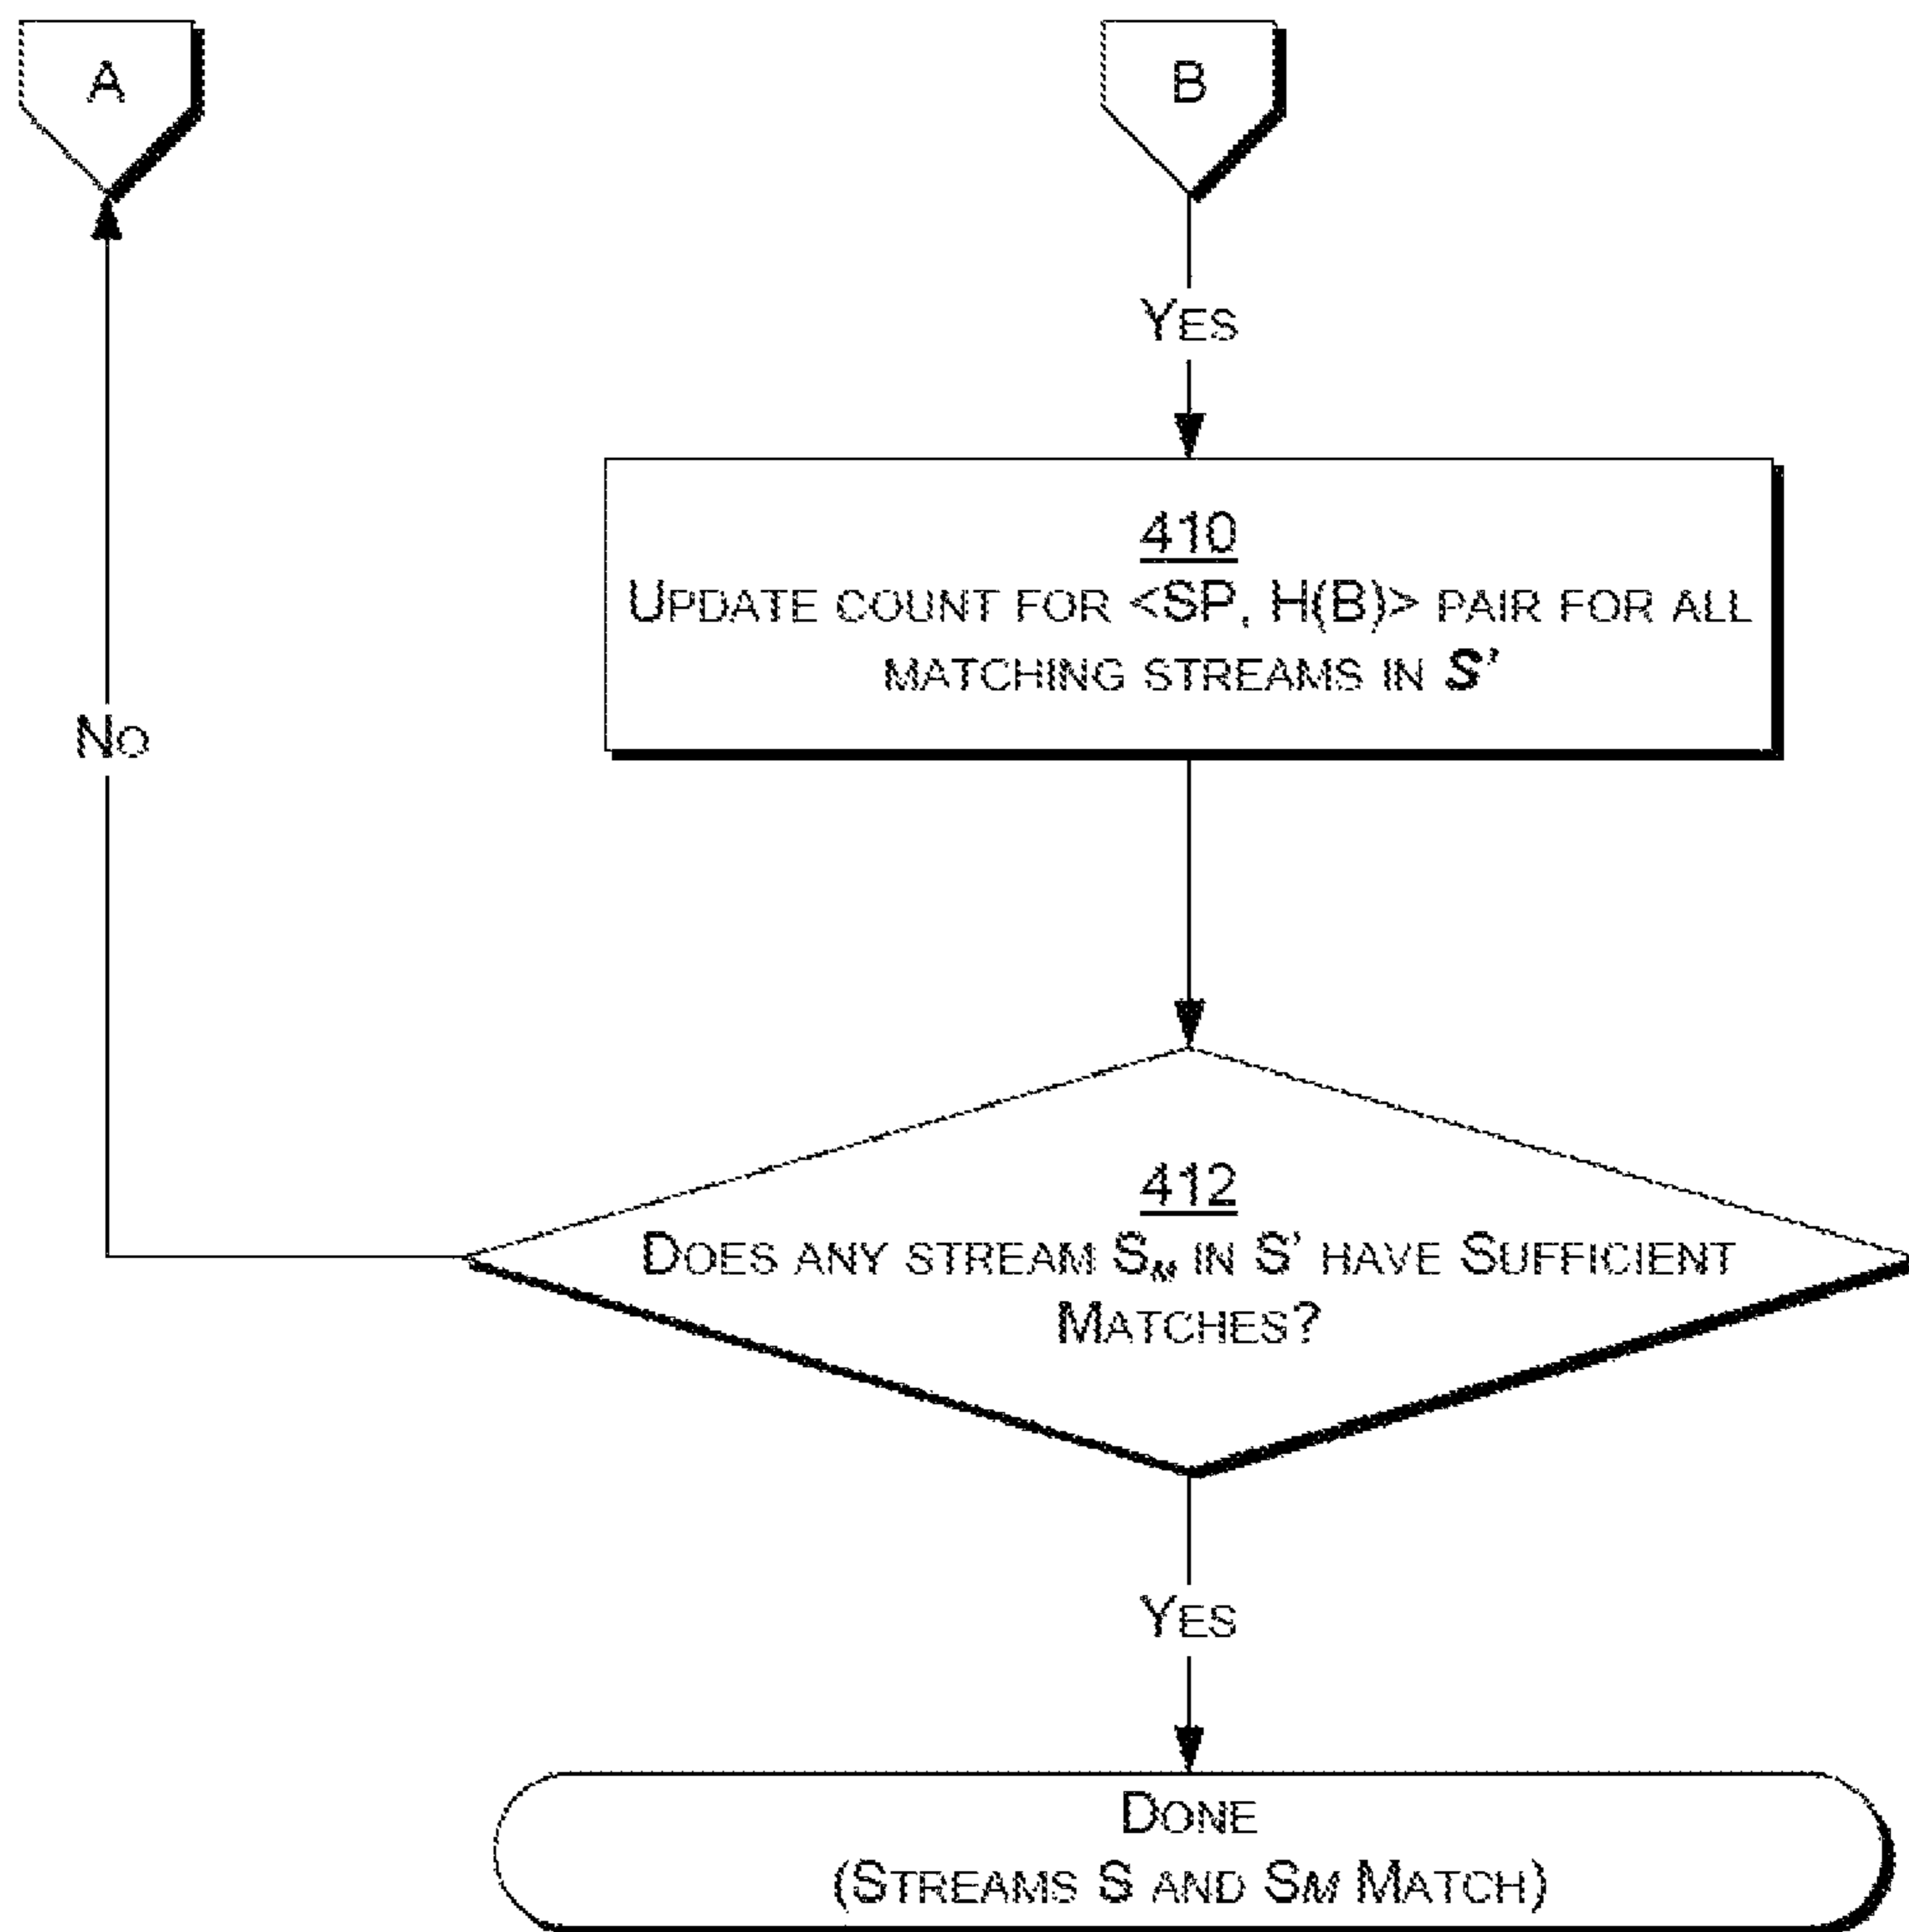 A
B
YES
410
UPDATE COUNT FOR <SP, H(B)> PAIR FOR ALL
MATCHING STREAMS IN S'
NO
412
DOES ANY STREAM SM IN S' HAVE SUFFICIENT
MATCHES?
YES
DONE
(STREAMS S AND SM MATCH)